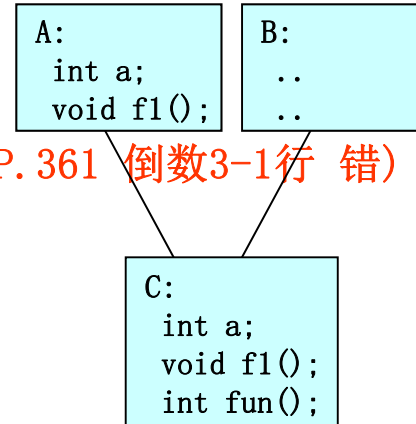 A:
int a;
void f1();
B:
..
..
P.361 倒数3-1行 错)
C:
int a;
void f1();
int fun();